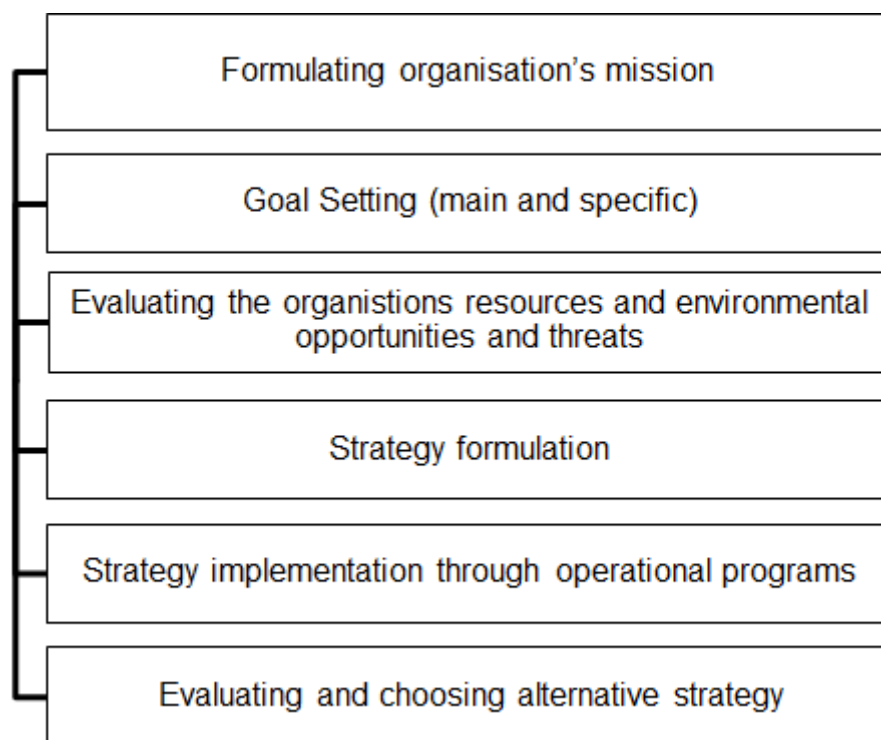 Formulating organisation’s mission
Goal Setting (main and specific)
Evaluating the organistions resources and environmental
opportunities and threats
Strategy formulation
Strategy implementation through operational programs
Evaluating and choosing alternative strategy